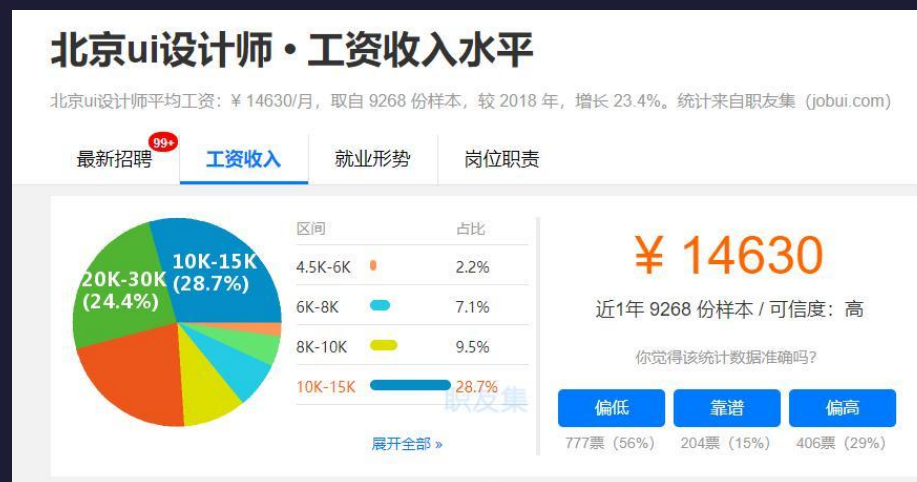 北京ui设计师 • 工资收入水平
北京ui设计师平均工资：¥ 14630/月，取自 9268 份样本，较 2018 年，增长 23.4%。统计来自职友集（jobui.com）
最新招聘 99+ 工资收入 就业形势 岗位职责
20K-30K
(24.4%)
10K-15K
(28.7%)
区间 占比
4.5K-6K 2.2%
6K-8K 7.1%
8K-10K 9.5%
10K-15K 28.7%
职友集
展开全部 »
¥ 14630
近1年 9268 份样本 / 可信度：高
你觉得该统计数据准确吗?
偏低 靠谱 偏高
777票（56%） 204票（15%） 406票（29%）